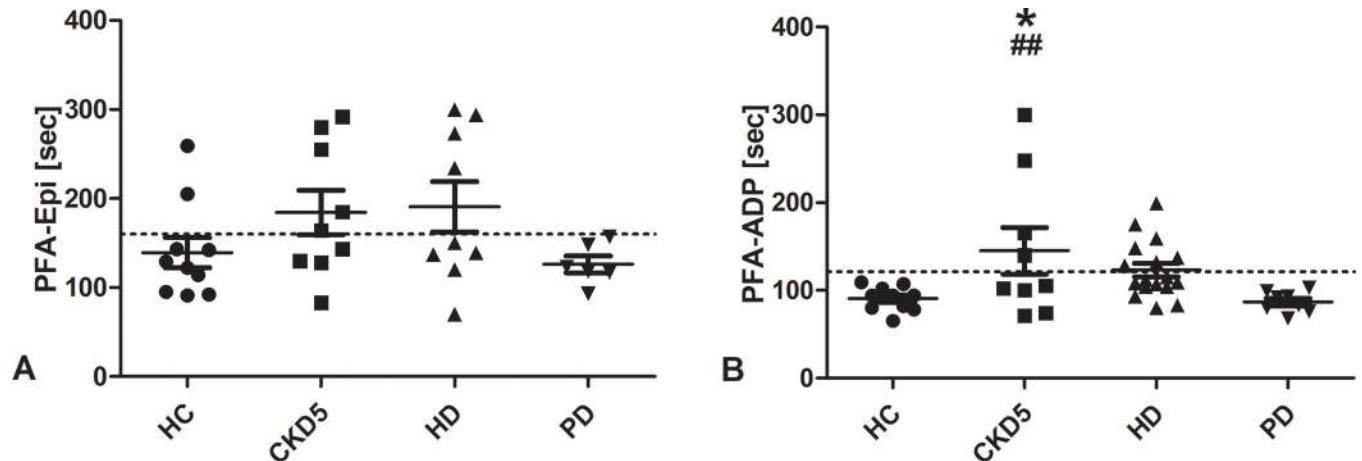 400
300
200
100
0
PFA-Epi [sec]
HC
CKD5
HD
PD
A
*
##
400
300
200
100
0
PFA-ADP [sec]
HC
CKD5
HD
PD
B